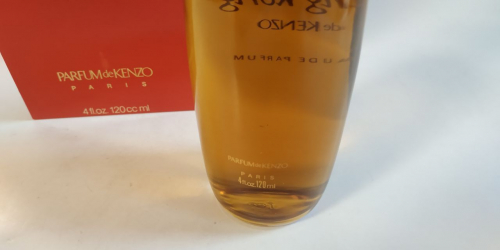 PARFUM de KENZO
PARIS
4 fl.oz. 120 cc ml
de KENZO
EAU DE PARFUM
PARFUM de KENZO
PARIS
4 fl.oz. 120 ml